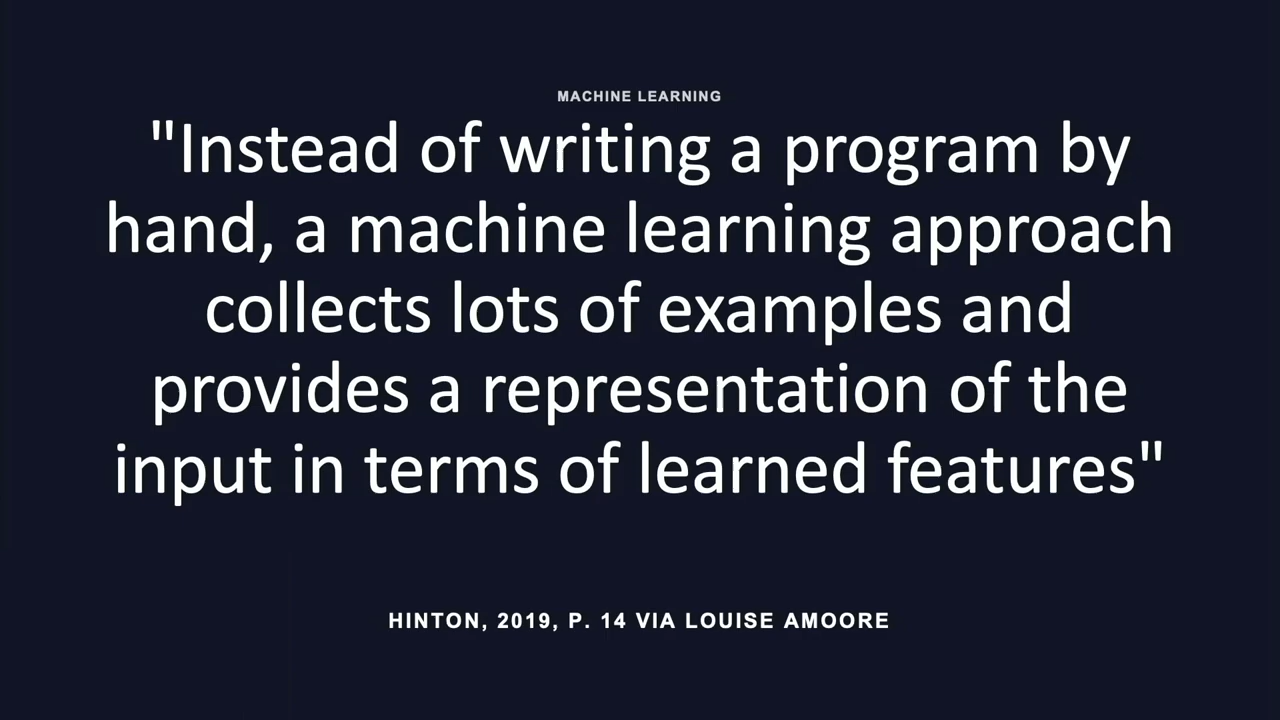 MACHINE LEARNING
"Instead of writing a program by
hand, a machine learning approach
collects lots of examples and
provides a representation of the
input in terms of learned features"
HINTON, 2019, P. 14 VIA LOUISE AMOORE